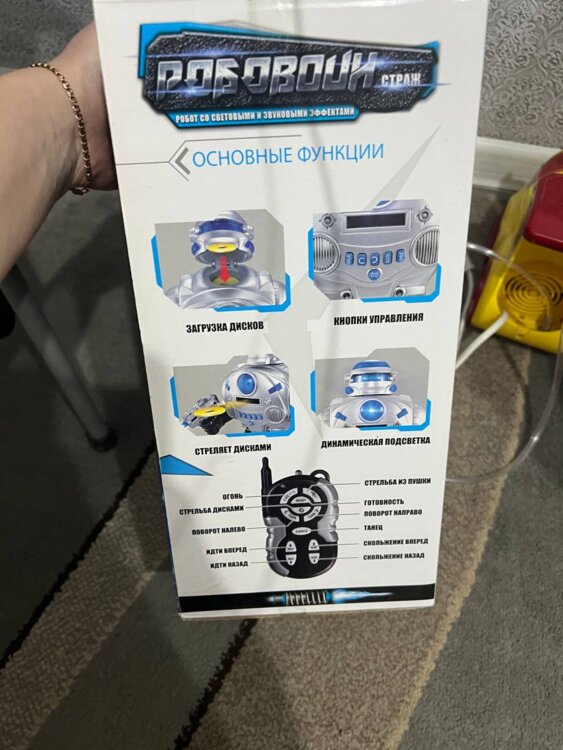 РОБОВОИН
СТРАЖ
РОБОТ СО СВЕТОВЫМИ И ЗВУКОВЫМИ ЭФФЕКТАМИ
ОСНОВНЫЕ ФУНКЦИИ
ЗАГРУЗКА ДИСКОВ
КНОПКИ УПРАВЛЕНИЯ
СТРЕЛЯЕТ ДИСКАМИ
ДИНАМИЧЕСКАЯ ПОДСВЕТКА
ОГОНЬ
СТРЕЛЬБА ДИСКАМИ
ПОВОРОТ НАЛЕВО
ИДТИ ВПЕРЕД
ИДТИ НАЗАД
СТРЕЛЬБА ИЗ ПУШКИ
ГОТОВНОСТЬ
ПОВОРОТ НАПРАВО
ТАНЕЦ
СКОЛЬЖЕНИЕ ВПЕРЕД
СКОЛЬЖЕНИЕ НАЗАД